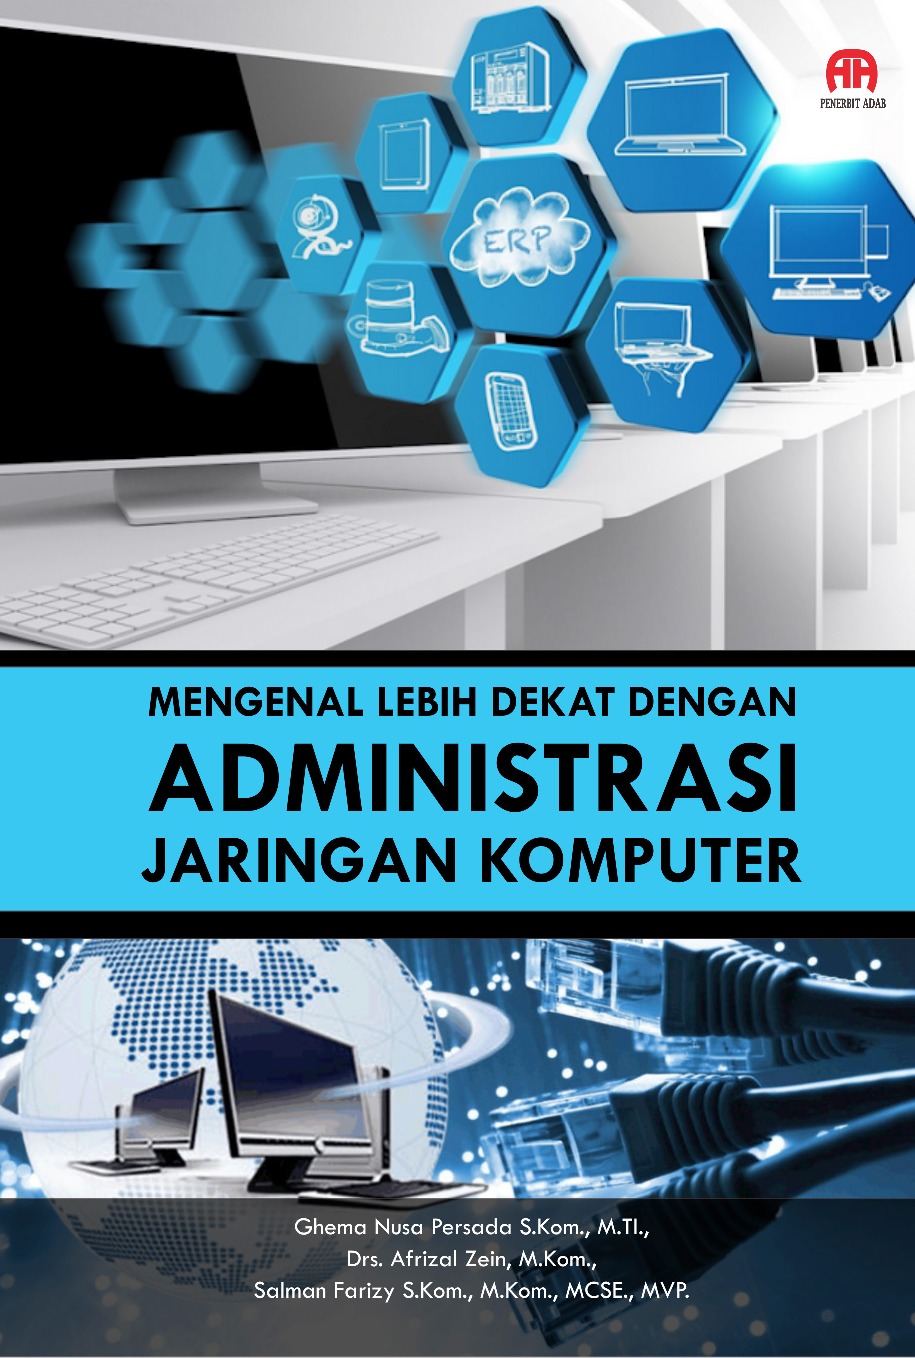 PENERBIT ADAB
ERP
MENGENAL LEBIH DEKAT DENGAN
ADMINISTRASI
JARINGAN KOMPUTER
Ghema Nusa Persada S.Kom., M.TI.,
Drs. Afrizal Zein, M.Kom.,
Salman Farizy S.Kom., M.Kom., MCSE., MVP.